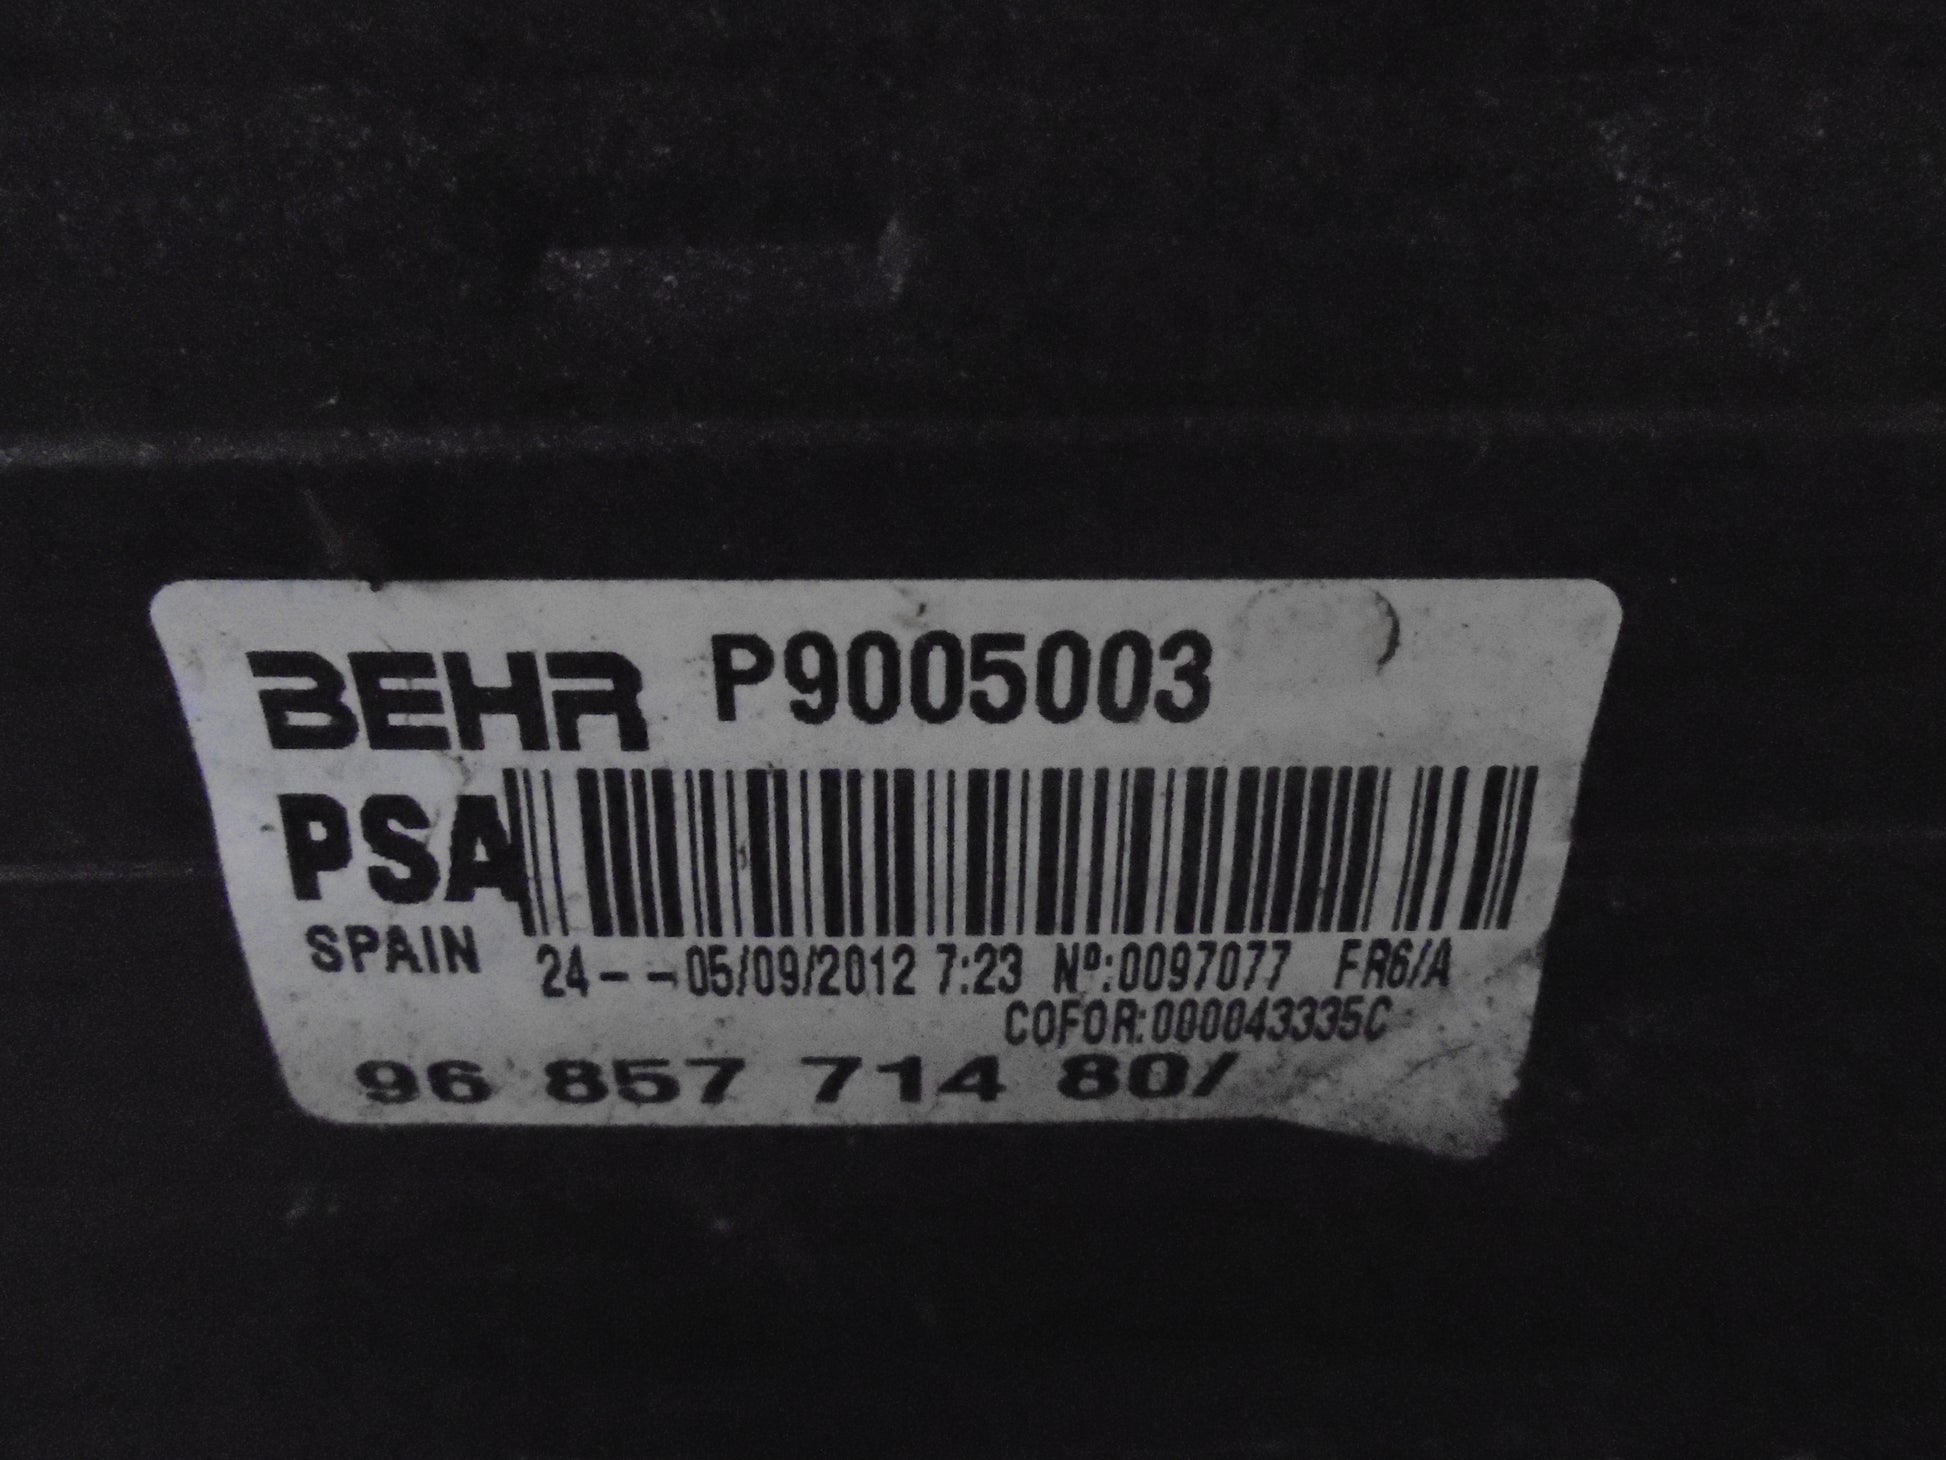 BEHR P9005003
PSA
SPAIN
24-- -05/09/2012 7:23 Nº:0097077 FR6/A
COFOR:000043335C
96 857 714 80/